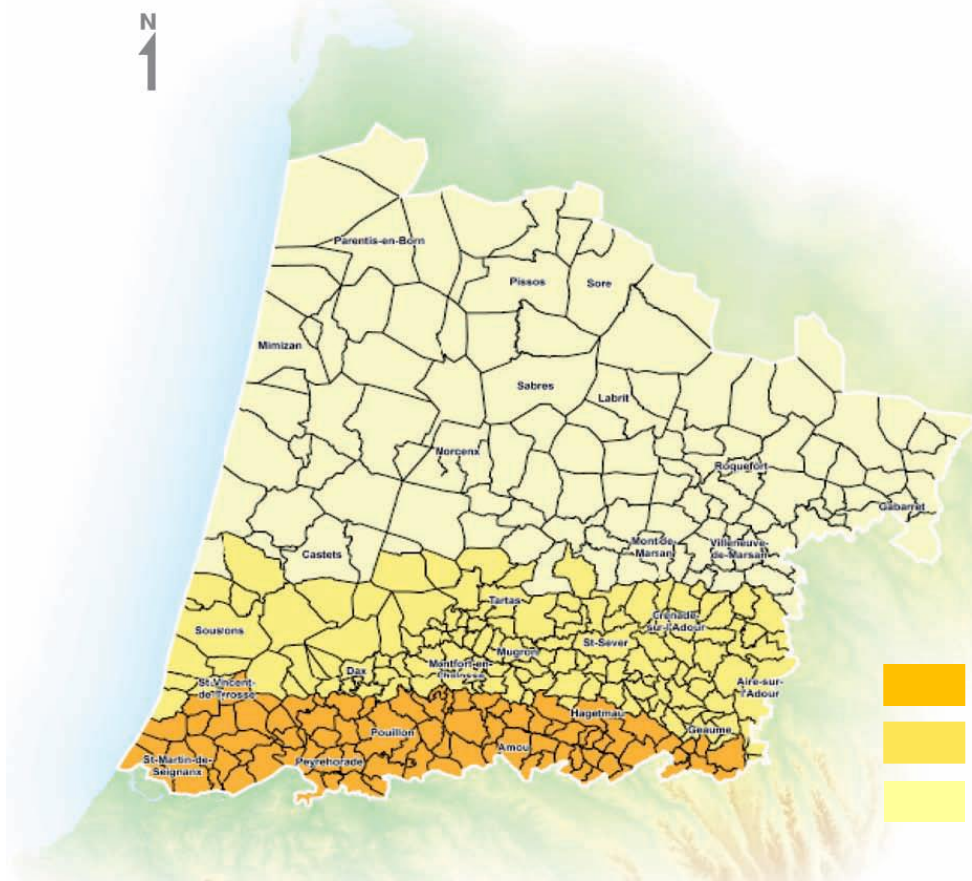 N
Parentis-en-Born
Pissos
Sore
Mimizan
Sabres
Labrit
Morcenx
Roquefort
Gabarret
Castets
Mont-de-
Marsan
Villeneuve-
de-Marsan
Tartas
Grenade-
sur-l'Adour
Soustons
St-Sever
Mugron
Dax
Montfort-en-
Chalosse
St-Vincent-
de-Tyrosse
Aire-sur-
l'Adour
Hagetmau
Geaune
Pouillon
Amou
St-Martin-de-
Seignanx
Peyrehorade